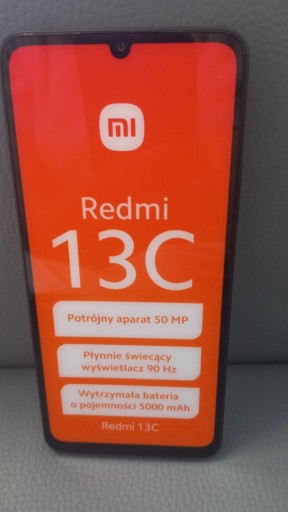 mi
Redmi
13C
Potrójny aparat 50 MP
Płynnie świecący
wyświetlacz 90 Hz
Wytrzymała bateria
o pojemności 5000 mAh
Redmi 13C